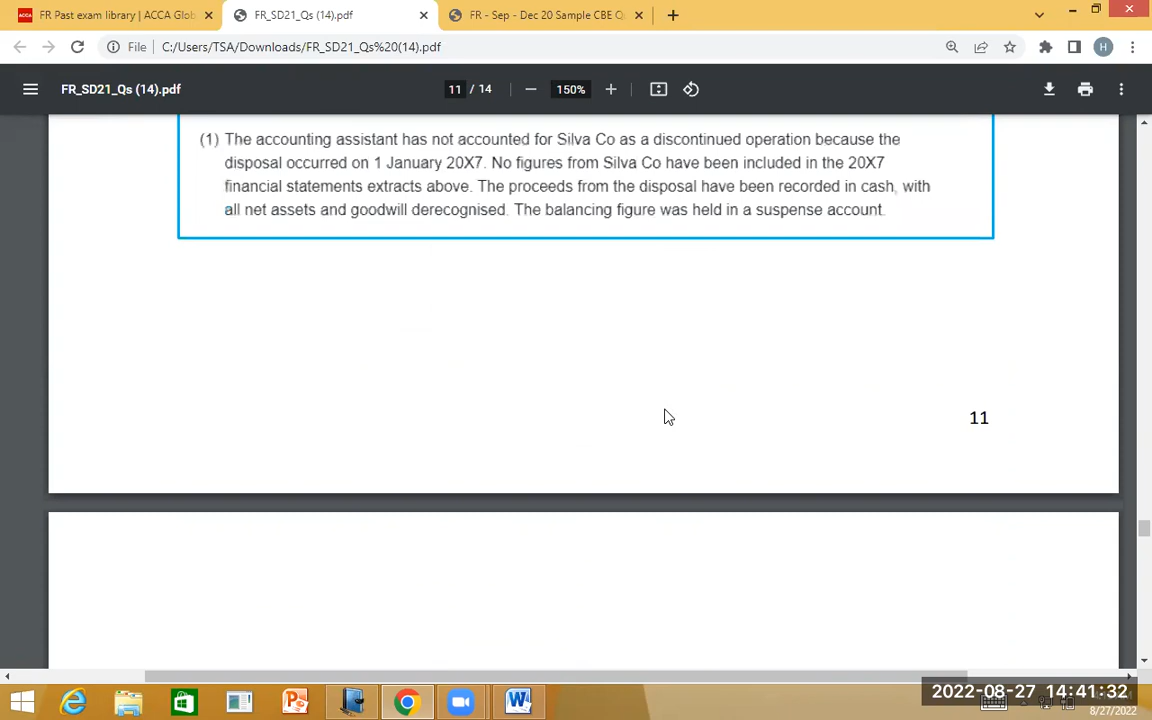 FR Past exam library | ACCA Glob
FR_SD21_Qs (14).pdf
FR - Sep - Dec 20 Sample CBE Q
File
C:/Users/TSA/Downloads/FR_SD21_Qs%20(14).pdf
H
FR_SD21_Qs (14).pdf
11 / 14
150%
(1) The accounting assistant has not accounted for Silva Co as a discontinued operation because the
disposal occurred on 1 January 20X7. No figures from Silva Co have been included in the 20X7
financial statements extracts above. The proceeds from the disposal have been recorded in cash, with
all net assets and goodwill derecognised. The balancing figure was held in a suspense account.
11
2022-08-27 14:41:32
8/27/2022